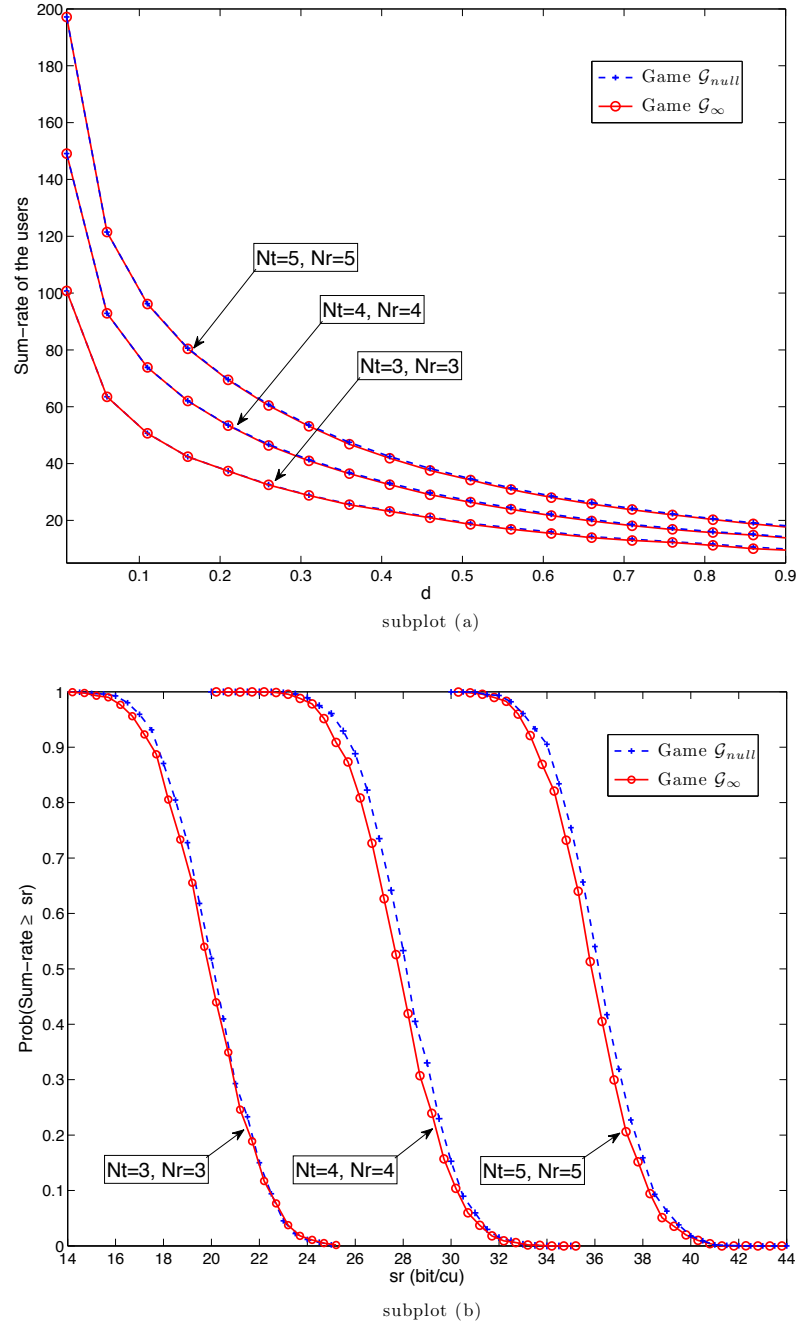 200
180
160
140
120
100
80
60
40
20
Sum−rate of the users
Game 𝒢null
Game 𝒢∞
Nt=5, Nr=5
Nt=4, Nr=4
Nt=3, Nr=3
0.1 0.2 0.3 0.4 0.5 0.6 0.7 0.8 0.9
d
subplot (a)
1
0.9
0.8
0.7
0.6
0.5
0.4
0.3
0.2
0.1
0
Prob(Sum−rate ≥ sr)
Game 𝒢null
Game 𝒢∞
Nt=3, Nr=3
Nt=4, Nr=4
Nt=5, Nr=5
14 16 18 20 22 24 26 28 30 32 34 36 38 40 42 44
sr (bit/cu)
subplot (b)